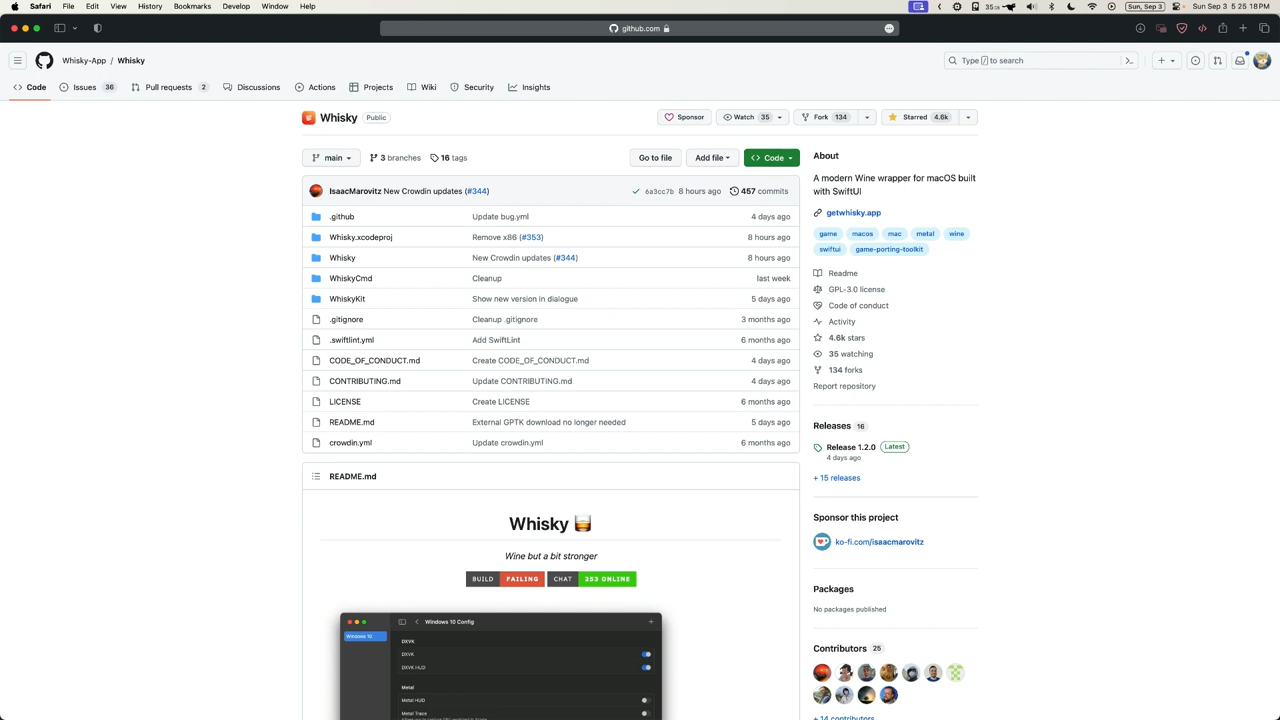 Safari File Edit View History Bookmarks Develop Window Help Sun, Sep 3 Sun Sep 3 5 25 18 PM
github.com
Whisky-App / Whisky Type / to search
Code Issues 36 Pull requests 2 Discussions Actions Projects Wiki Security Insights
Whisky Public Sponsor Watch 35 Fork 134 Starred 4.6k
main 3 branches 16 tags Go to file Add file Code
IsaacMarovitz New Crowdin updates (#344) 6a3cc7b 8 hours ago 457 commits
.github Update bug.yml 4 days ago
Whisky.xcodeproj Remove x86 (#353) 8 hours ago
Whisky New Crowdin updates (#344) 8 hours ago
WhiskyCmd Cleanup last week
WhiskyKit Show new version in dialogue 5 days ago
.gitignore Cleanup .gitignore 3 months ago
.swiftlint.yml Add SwiftLint 6 months ago
CODE_OF_CONDUCT.md Create CODE_OF_CONDUCT.md 4 days ago
CONTRIBUTING.md Update CONTRIBUTING.md 4 days ago
LICENSE Create LICENSE 6 months ago
README.md External GPTK download no longer needed 5 days ago
crowdin.yml Update crowdin.yml 6 months ago
README.md
Whisky
Wine but a bit stronger
BUILD FAILING CHAT 353 ONLINE
Windows 10 Config
Windows 10
DXVK
DXVK
DXVK HUD
Metal
Metal HUD
Metal Trace
About
A modern Wine wrapper for macOS built
with SwiftUI
getwhisky.app
game macos mac metal wine
swiftui game-porting-toolkit
Readme
GPL-3.0 license
Code of conduct
Activity
4.6k stars
35 watching
134 forks
Report repository
Releases 16
Release 1.2.0 Latest
4 days ago
+ 15 releases
Sponsor this project
ko-fi.com/isaacmarovitz
Packages
No packages published
Contributors 25
+ 14 contributors